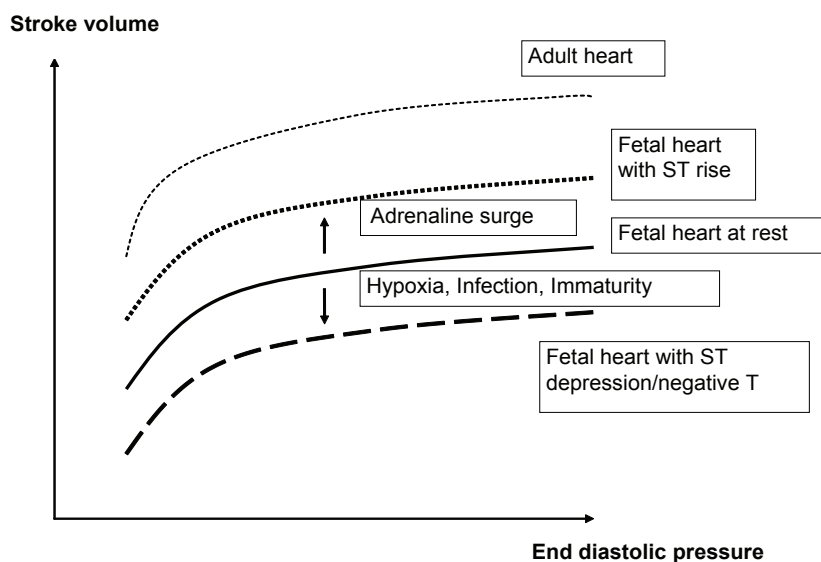 Stroke volume
Adult heart
Fetal heart
with ST rise
Adrenaline surge
Fetal heart at rest
Hypoxia, Infection, Immaturity
Fetal heart with ST
depression/negative T
End diastolic pressure